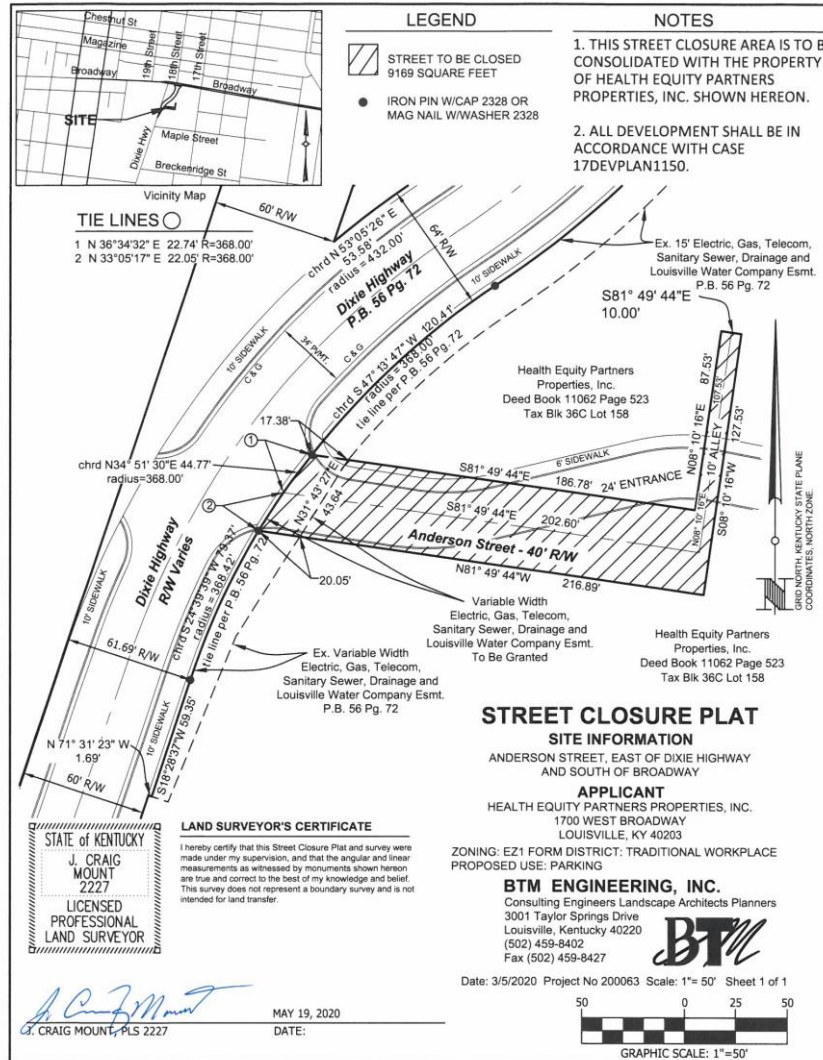 Chestnut St
Magazine
19th Street
18th Street
17th Street
Broadway
Broadway
SITE
Dixie Hwy
Maple Street
Breckenridge St
Vicinity Map
LEGEND
STREET TO BE CLOSED
9169 SQUARE FEET
IRON PIN W/CAP 2328 OR
MAG NAIL W/WASHER 2328
NOTES
1. THIS STREET CLOSURE AREA IS TO BE
CONSOLIDATED WITH THE PROPERTY
OF HEALTH EQUITY PARTNERS
PROPERTIES, INC. SHOWN HEREON.
2. ALL DEVELOPMENT SHALL BE IN
ACCORDANCE WITH CASE
17DEVPLAN1150.
TIE LINES
1 N 36°34'32" E 22.74' R=368.00'
2 N 33°05'17" E 22.05' R=368.00'
60' R/W
chrd N 53°05'26" E
53.58'
radius = 432.00'
Dixie Highway
P.B. 56 Pg. 72
64' R/W
10' SIDEWALK
10' SIDEWALK
C & G
34' PVMT.
C & G
chrd S 47° 13' 47" W 120.41'
radius = 368.00'
tie line per P.B. 56 Pg. 72
Ex. 15' Electric, Gas, Telecom,
Sanitary Sewer, Drainage and
Louisville Water Company Esmt.
P.B. 56 Pg. 72
S81° 49' 44"E
10.00'
Health Equity Partners
Properties, Inc.
Deed Book 11062 Page 523
Tax Blk 36C Lot 158
N08° 10' 16"E 87.53'
107.53'
10' ALLEY
S08° 10' 16"W 127.53'
N08° 10' 16"E
17.38'
1
chrd N34° 51' 30"E 44.77'
radius=368.00'
2
N31° 43' 27"E
43.64
6' SIDEWALK
S81° 49' 44"E 186.78' 24' ENTRANCE
S81° 49' 44"E 202.60'
Anderson Street - 40' R/W
N81° 49' 44"W 216.89'
20.05'
Dixie Highway
R/W Varies
10' SIDEWALK
chrd S 24°39'39" W 79.37'
radius = 368.42'
tie line per P.B. 56 Pg. 72
Variable Width
Electric, Gas, Telecom,
Sanitary Sewer, Drainage and
Louisville Water Company Esmt.
To Be Granted
GRID NORTH, KENTUCKY STATE PLANE
COORDINATES, NORTH ZONE.
61.69' R/W
Ex. Variable Width
Electric, Gas, Telecom,
Sanitary Sewer, Drainage and
Louisville Water Company Esmt.
P.B. 56 Pg. 72
Health Equity Partners
Properties, Inc.
Deed Book 11062 Page 523
Tax Blk 36C Lot 158
N 71° 31' 23" W
1.69'
10' SIDEWALK
S18°28'37"W 59.35'
60' R/W
STREET CLOSURE PLAT
SITE INFORMATION
ANDERSON STREET, EAST OF DIXIE HIGHWAY
AND SOUTH OF BROADWAY
APPLICANT
HEALTH EQUITY PARTNERS PROPERTIES, INC.
1700 WEST BROADWAY
LOUISVILLE, KY 40203
ZONING: EZ1 FORM DISTRICT: TRADITIONAL WORKPLACE
PROPOSED USE: PARKING
BTM ENGINEERING, INC.
Consulting Engineers Landscape Architects Planners
3001 Taylor Springs Drive
Louisville, Kentucky 40220
(502) 459-8402
Fax (502) 459-8427
BTM
Date: 3/5/2020 Project No 200063 Scale: 1"= 50' Sheet 1 of 1
50 0 25 50
GRAPHIC SCALE: 1"=50'
STATE of KENTUCKY
J. CRAIG
MOUNT
2227
LICENSED
PROFESSIONAL
LAND SURVEYOR
LAND SURVEYOR'S CERTIFICATE
I hereby certify that this Street Closure Plat and survey were
made under my supervision, and that the angular and linear
measurements as witnessed by monuments shown hereon
are true and correct to the best of my knowledge and belief.
This survey does not represent a boundary survey and is not
intended for land transfer.
J. Craig Mount
J. CRAIG MOUNT, PLS 2227
MAY 19, 2020
DATE: